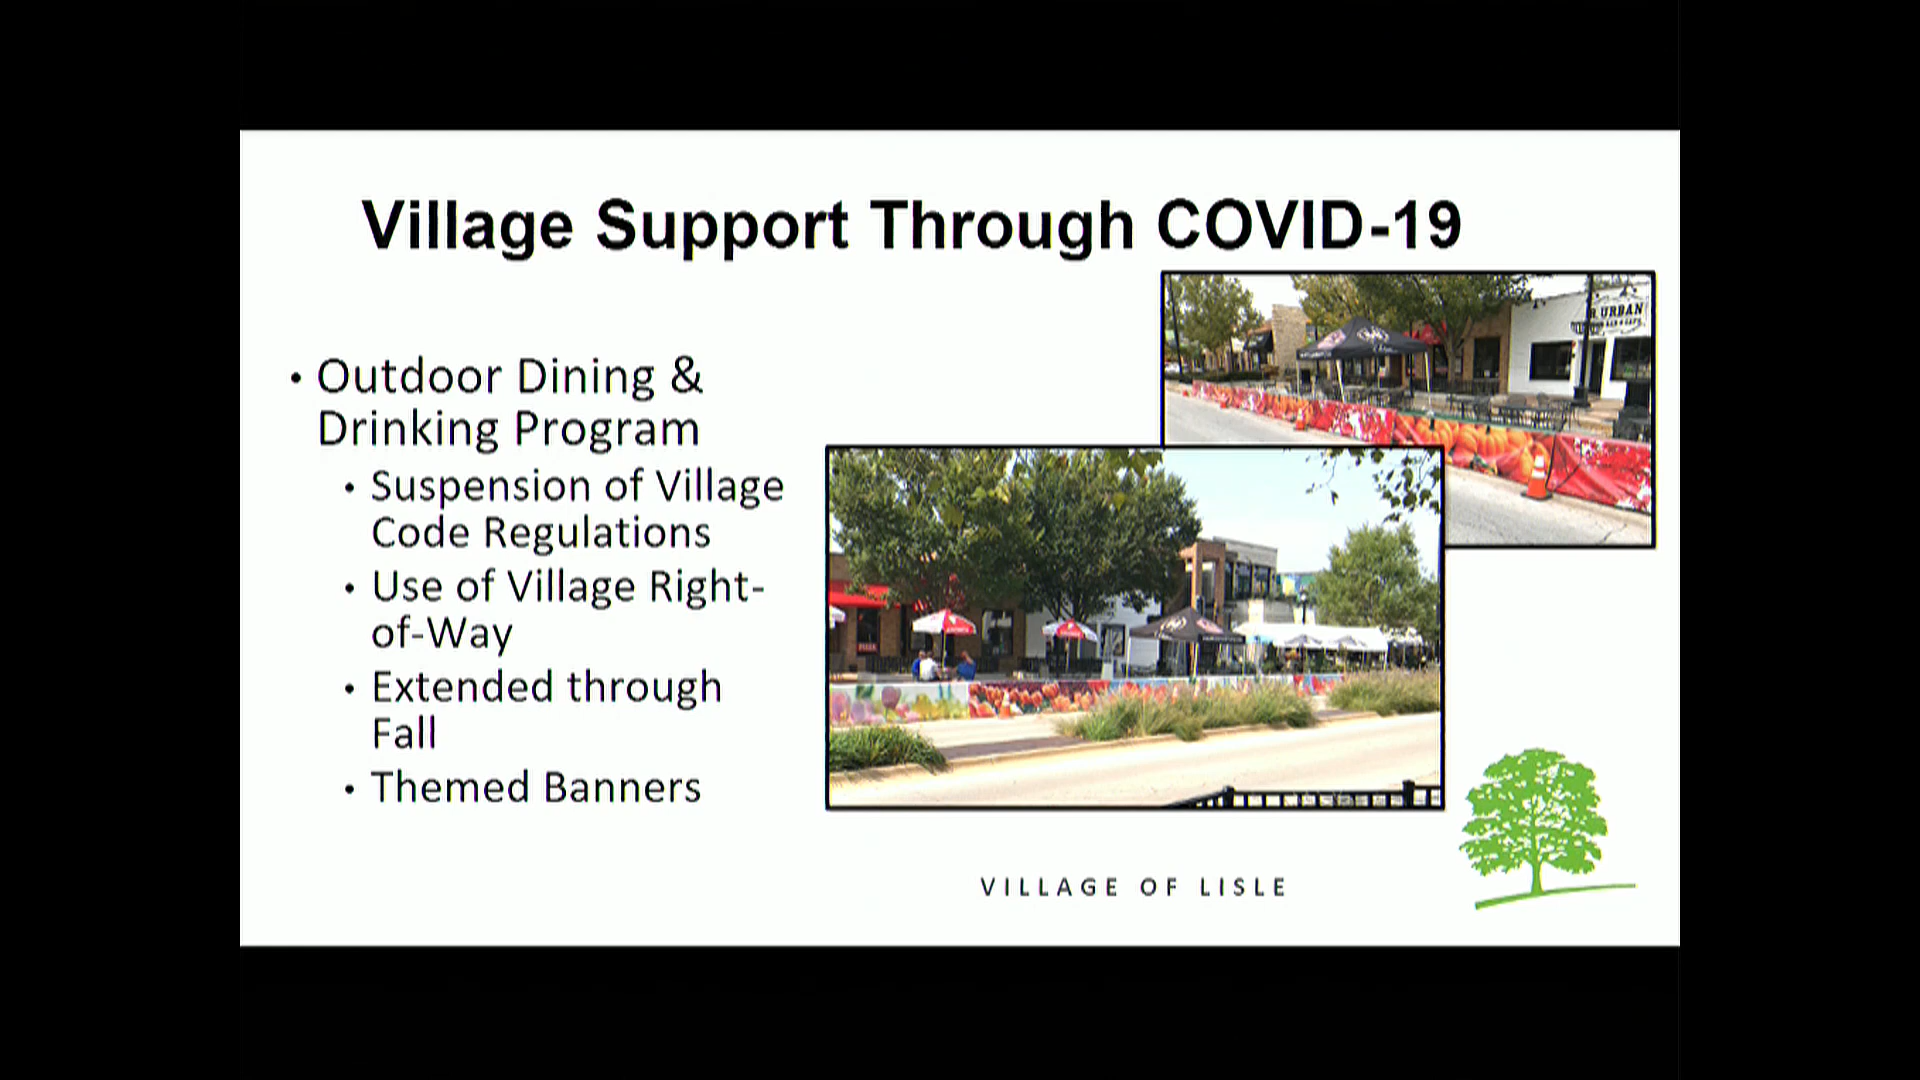 Village Support Through COVID-19
• Outdoor Dining &
Drinking Program
• Suspension of Village
Code Regulations
• Use of Village Right-
of-Way
• Extended through
Fall
• Themed Banners
URBAN
VILLAGE OF LISLE